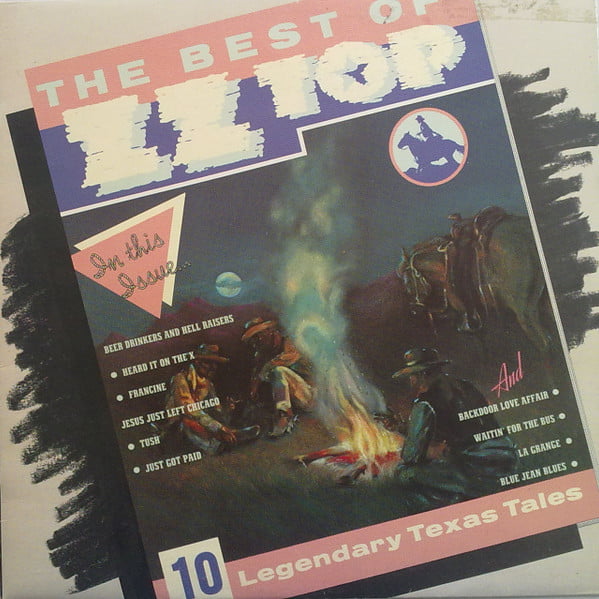 THE BEST OF
ZZ TOP
In this
Issue...
BEER DRINKERS AND HELL RAISERS
• HEARD IT ON THE X
• FRANCINE
JESUS JUST LEFT CHICAGO
• TUSH
• JUST GOT PAID
And
BACKDOOR LOVE AFFAIR •
WAITIN' FOR THE BUS •
LA GRANGE •
BLUE JEAN BLUES •
10 Legendary Texas Tales